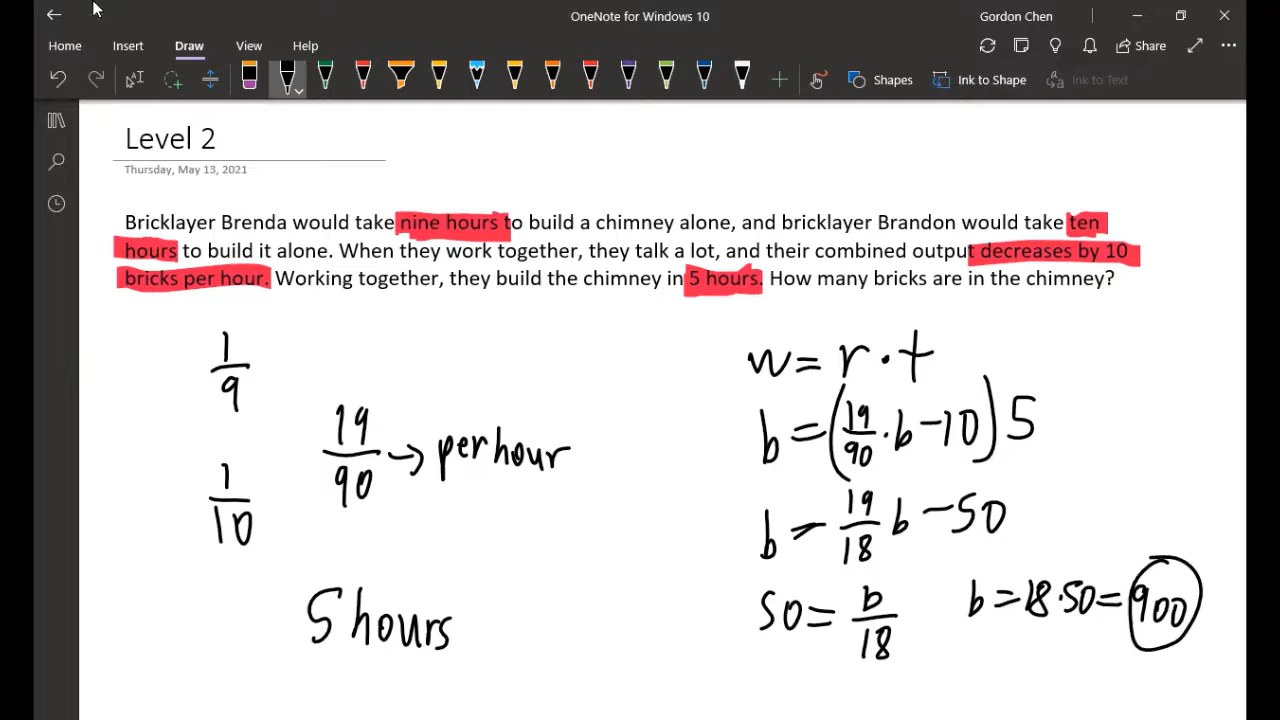 OneNote for Windows 10
Gordon Chen
Home Insert Draw View Help
Share
Shapes Ink to Shape Ink to Text
Level 2
Thursday, May 13, 2021
Bricklayer Brenda would take nine hours to build a chimney alone, and bricklayer Brandon would take ten
hours to build it alone. When they work together, they talk a lot, and their combined output decreases by 10
bricks per hour. Working together, they build the chimney in 5 hours. How many bricks are in the chimney?
1/9
1/10
19/90 → per hour
5 hours
w = r · t
b = (19/90 · b - 10) 5
b = 19/18 b - 50
50 = b/18
b = 18 · 50 = 900